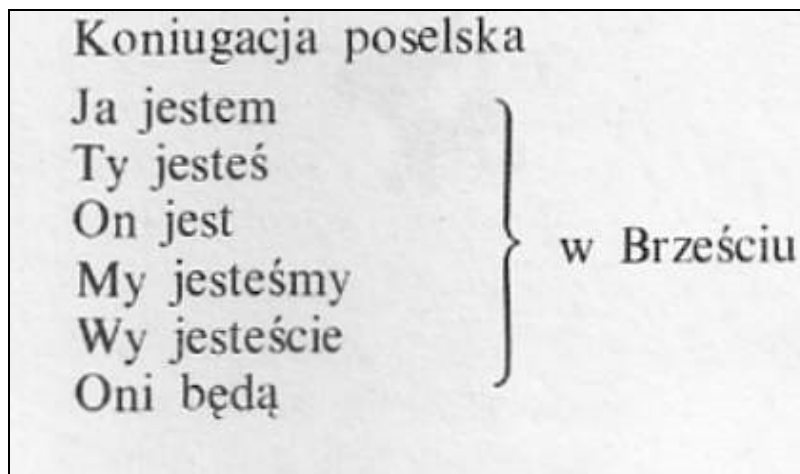 Koniugacja poselska
Ja jestem
Ty jesteś
On jest
My jesteśmy
Wy jesteście
Oni będą
w Brześciu